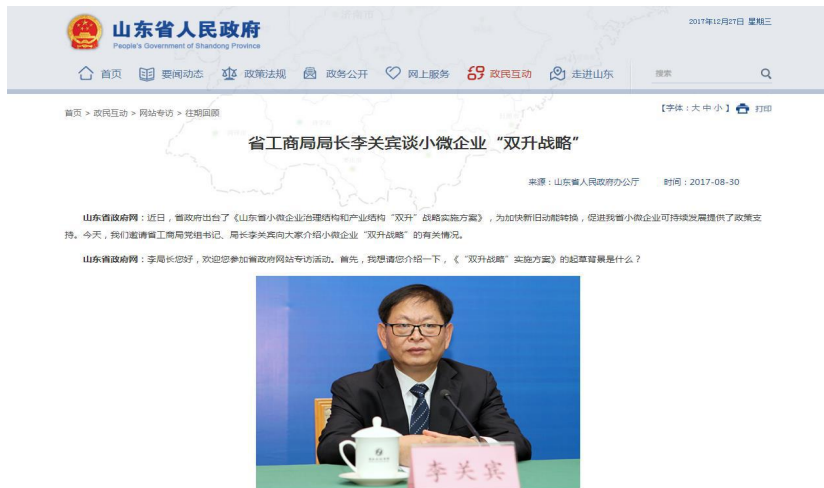 山东省人民政府
People's Government of Shandong Province
2017年12月27日 星期三
首页 要闻动态 政策法规 政务公开 网上服务 政民互动 走进山东 搜索
首页 > 政民互动 > 网站专访 > 往期回顾
【字体：大 中 小 】 打印
省工商局局长李关宾谈小微企业“双升战略”
来源：山东省人民政府办公厅 时间：2017-08-30
山东省政府网：近日，省政府出台了《山东省小微企业治理结构和产业结构“双升”战略实施方案》，为加快新旧动能转换，促进我省小微企业可持续发展提供了政策支
持。今天，我们邀请省工商局党组书记、局长李关宾向大家介绍小微企业“双升战略”的有关情况。
山东省政府网：李局长您好，欢迎您参加省政府网站专访活动。首先，我想请您介绍一下，《“双升战略”实施方案》的起草背景是什么？
李关宾